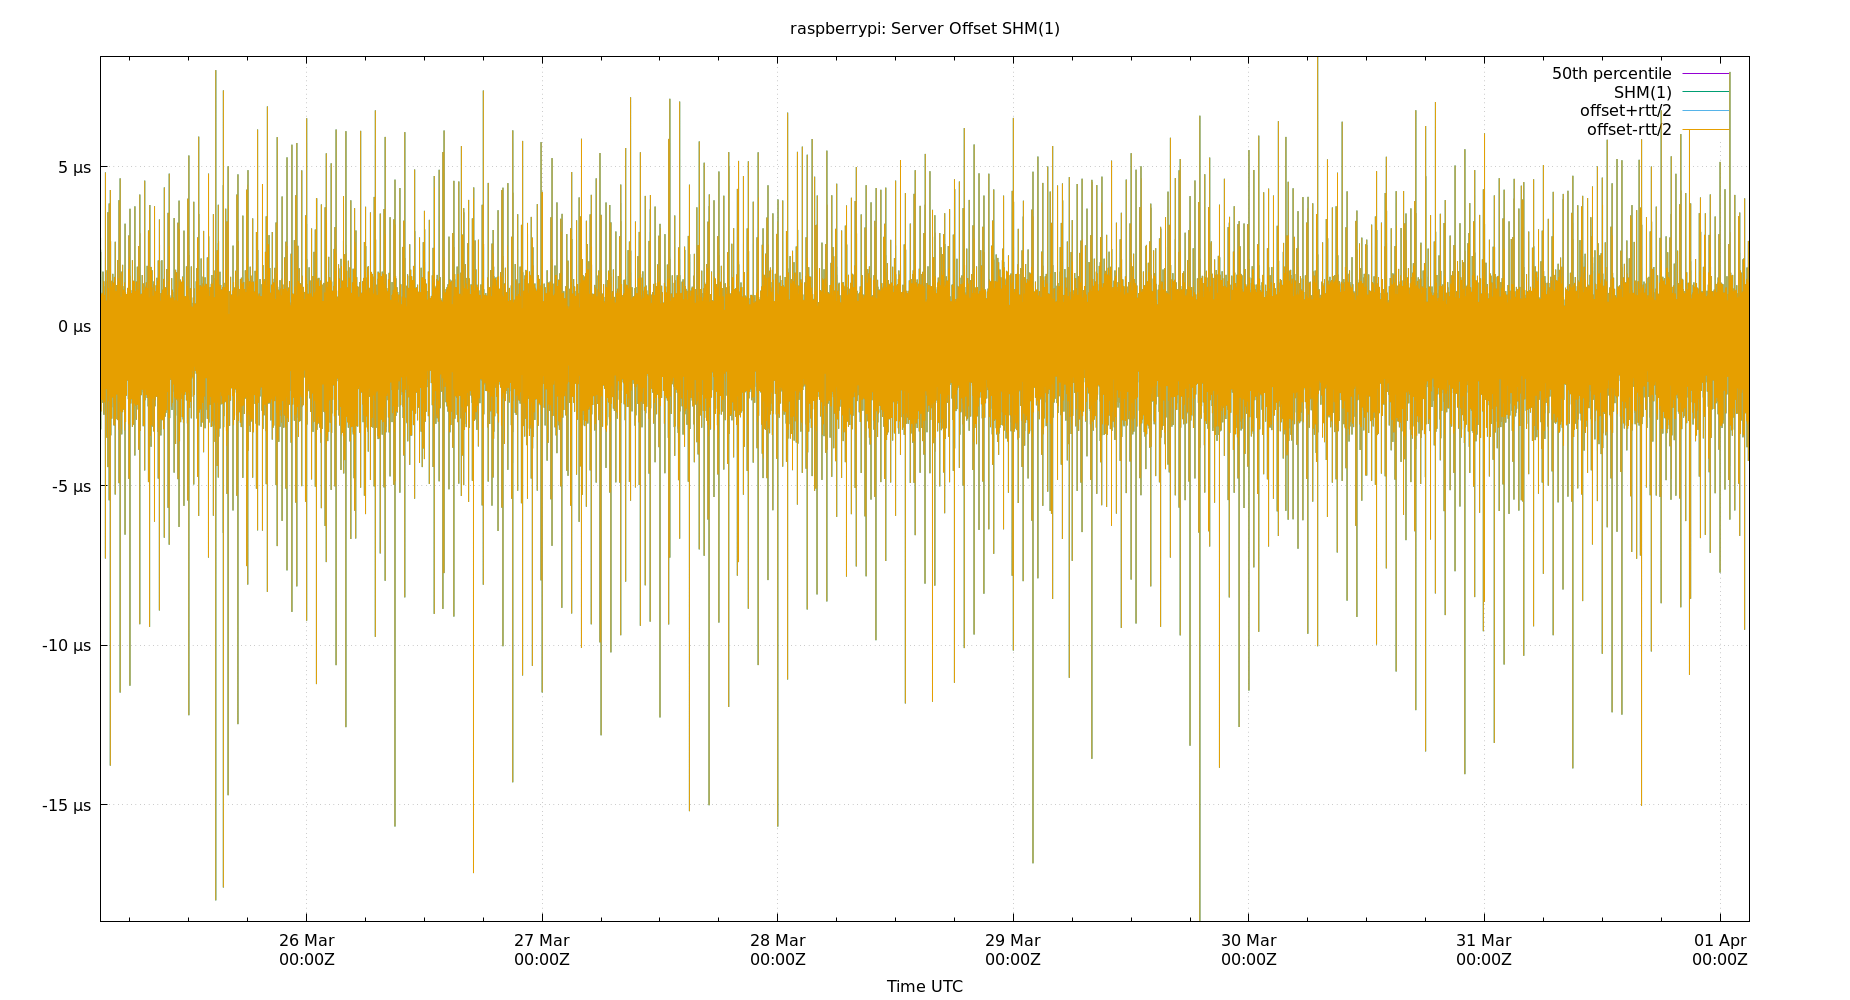 raspberrypi: Server Offset SHM(1)
50th percentile
SHM(1)
offset+rtt/2
offset-rtt/2
5 µs
0 µs
-5 µs
-10 µs
-15 µs
26 Mar 27 Mar 28 Mar 29 Mar 30 Mar 31 Mar 01 Apr
00:00Z 00:00Z 00:00Z 00:00Z 00:00Z 00:00Z 00:00Z
Time UTC